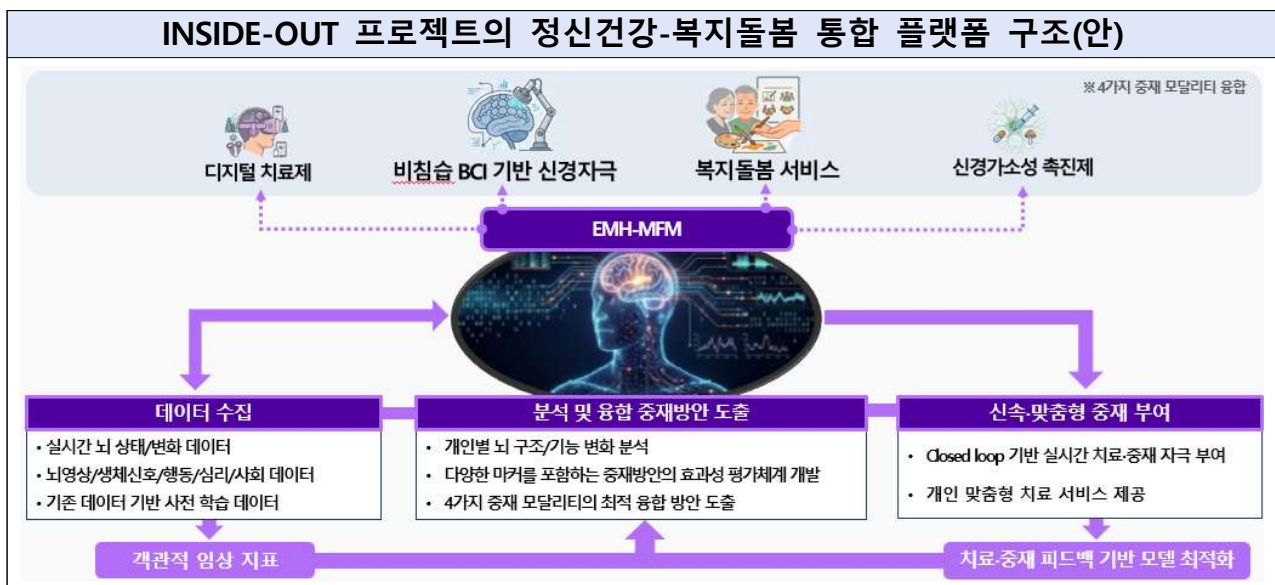 INSIDE-OUT 프로젝트의 정신건강-복지돌봄 통합 플랫폼 구조(안)
※4가지 중재 모달리티 융합
디지털 치료제
비침습 BCI 기반 신경자극
복지돌봄 서비스
신경가소성 촉진제
EMH-MFM
데이터 수집
• 실시간 뇌 상태/변화 데이터
• 뇌영상/생체신호/행동/심리/사회 데이터
• 기존 데이터 기반 사전 학습 데이터
분석 및 융합 중재방안 도출
• 개인별 뇌 구조/기능 변화 분석
• 다양한 마커를 포함하는 중재방안의 효과성 평가체계 개발
• 4가지 중재 모달리티의 최적 융합 방안 도출
신속·맞춤형 중재 부여
• Closed loop 기반 실시간 치료·중재 자극 부여
• 개인 맞춤형 치료 서비스 제공
객관적 임상 지표
치료·중재 피드백 기반 모델 최적화